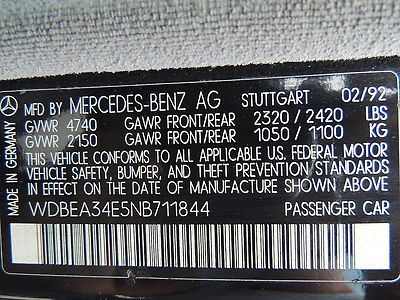 MADE IN GERMANY
MFD BY MERCEDES-BENZ AG STUTTGART 02/92
GVWR 4740 GAWR FRONT/REAR 2320/2420 LBS
GVWR 2150 GAWR FRONT/REAR 1050/1100 KG
THIS VEHICLE CONFORMS TO ALL APPLICABLE U.S. FEDERAL MOTOR
VEHICLE SAFETY, BUMPER, AND THEFT PREVENTION STANDARDS
IN EFFECT ON THE DATE OF MANUFACTURE SHOWN ABOVE
WDBEA34E5NB711844 PASSENGER CAR